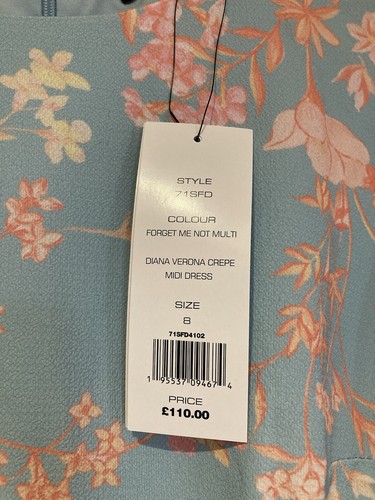 STYLE
71SFD
COLOUR
FORGET ME NOT MULTI
DIANA VERONA CREPE
MIDI DRESS
SIZE
8
71SFD4102
1 95537 09467 4
PRICE
£110.00